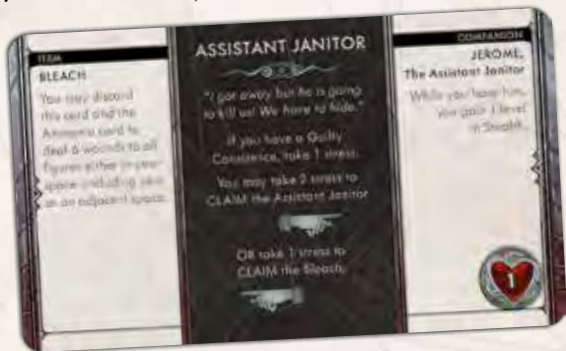 ITEM
BLEACH
You may discard
this card and the
Ammonia card to
deal 6 wounds to all
figures either in your
space including you
or an adjacent space.
ASSISTANT JANITOR
"I got away but he is going
to kill us! We have to hide."
If you have a Guilty
Conscience, take 1 stress.
You may take 2 stress to
CLAIM the Assistant Janitor
OR take 1 stress to
CLAIM the Bleach.
COMPANION
JEROME,
The Assistant Janitor
While you have him,
you gain 1 level
in Stealth.
1